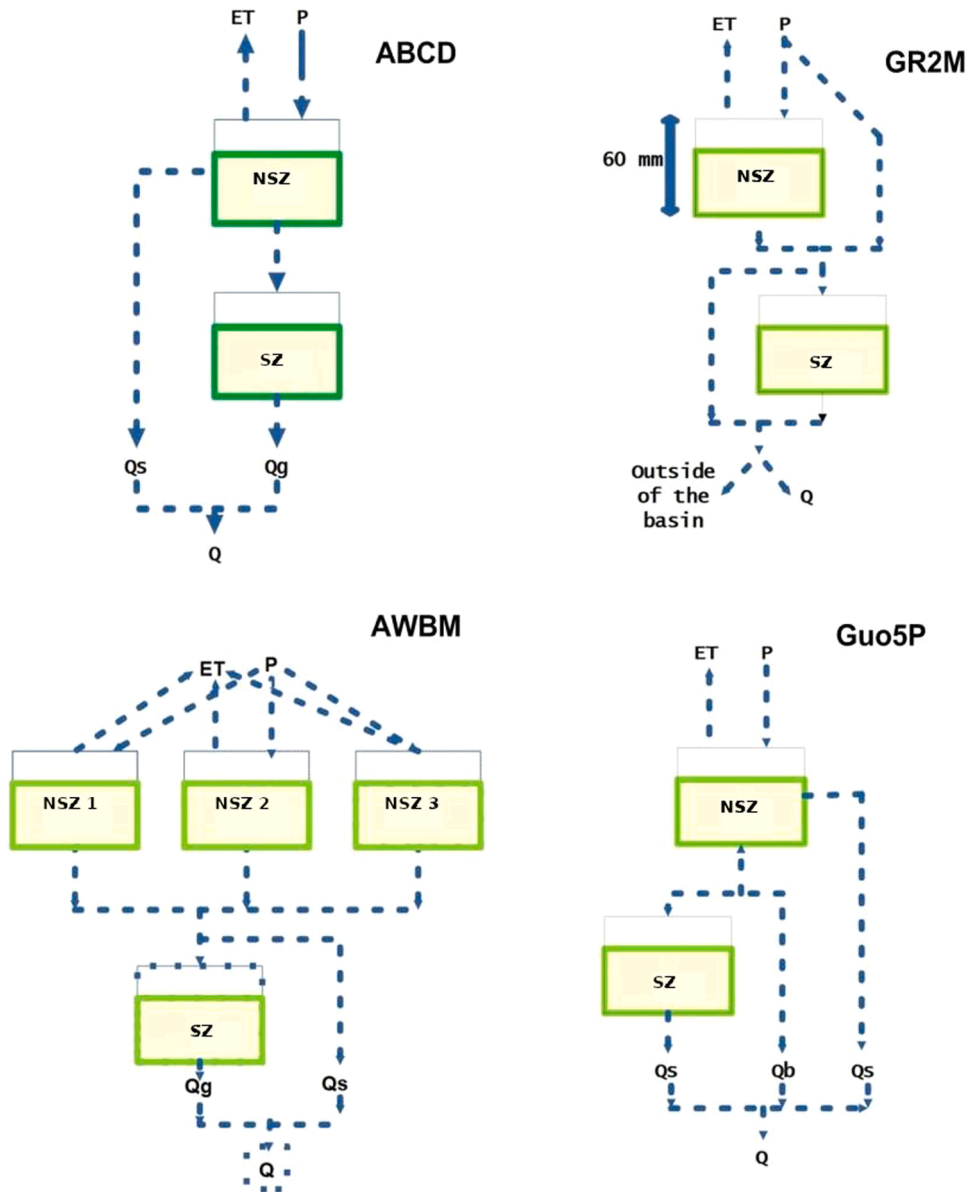 ABCD
ET P
NSZ
SZ
Qs Qg
Q
GR2M
ET P
60 mm
NSZ
SZ
Outside
of the
basin
Q
AWBM
ET P
NSZ 1 NSZ 2 NSZ 3
SZ
Qg Qs
Q
Guo5P
ET P
NSZ
SZ
Qs Qb Qs
Q